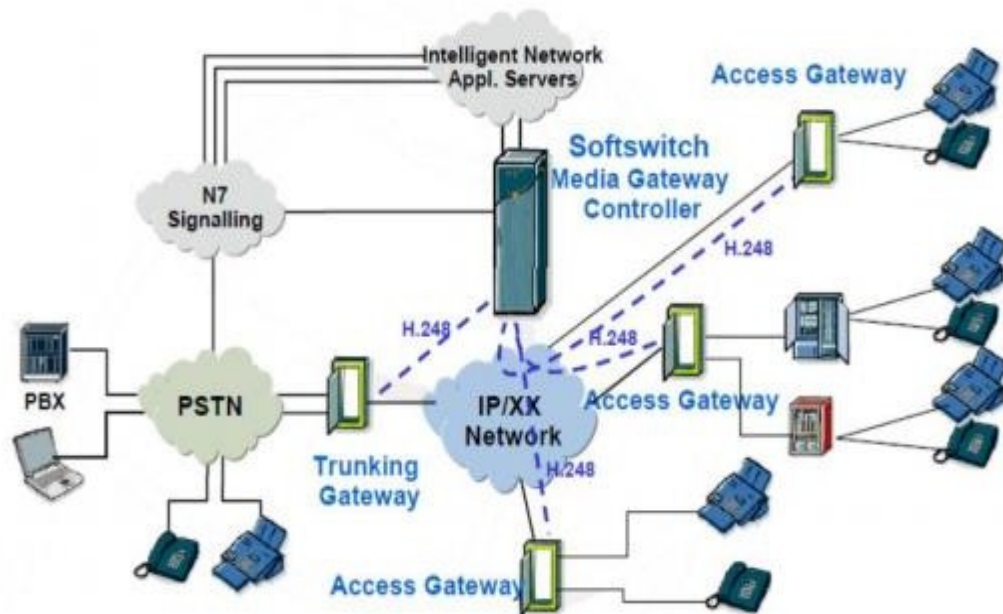 Intelligent Network
Appl. Servers
Access Gateway
Softswitch
Media Gateway
Controller
N7
Signalling
H.248
H.248
H.248
PBX
PSTN
IP/XX
Network
Access Gateway
Trunking
Gateway
H.248
Access Gateway